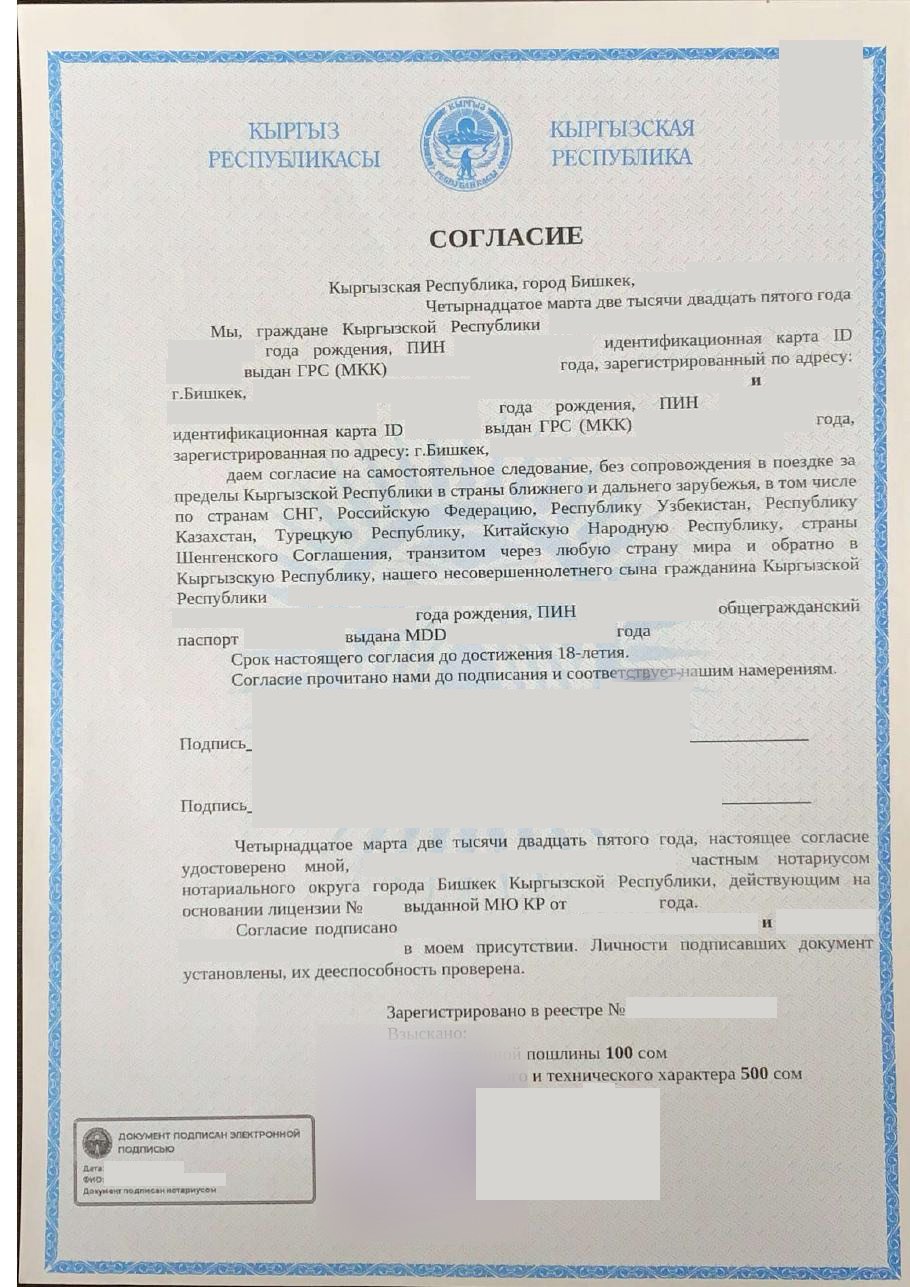 КЫРГЫЗ
РЕСПУБЛИКАСЫ
КЫРГЫЗ
РЕСПУБЛИКАСЫ
КЫРГЫЗСКАЯ
РЕСПУБЛИКА
СОГЛАСИЕ
Кыргызская Республика, город Бишкек,
Четырнадцатое марта две тысячи двадцать пятого года
Мы, граждане Кыргызской Республики
года рождения, ПИН идентификационная карта ID
выдан ГРС (МКК) года, зарегистрированный по адресу:
г.Бишкек, и
года рождения, ПИН
идентификационная карта ID выдан ГРС (МКК) года,
зарегистрированная по адресу: г.Бишкек,
даем согласие на самостоятельное следование, без сопровождения в поездке за
пределы Кыргызской Республики в страны ближнего и дальнего зарубежья, в том числе
по странам СНГ, Российскую Федерацию, Республику Узбекистан, Республику
Казахстан, Турецкую Республику, Китайскую Народную Республику, страны
Шенгенского Соглашения, транзитом через любую страну мира и обратно в
Кыргызскую Республику, нашего несовершеннолетнего сына гражданина Кыргызской
Республики
года рождения, ПИН общегражданский
паспорт выдана MDD года
Срок настоящего согласия до достижения 18-летия.
Согласие прочитано нами до подписания и соответствует нашим намерениям.
Подпись_
Подпись_
Четырнадцатое марта две тысячи двадцать пятого года, настоящее согласие
удостоверено мной, частным нотариусом
нотариального округа города Бишкек Кыргызской Республики, действующим на
основании лицензии № выданной МЮ КР от года.
Согласие подписано и
в моем присутствии. Личности подписавших документ
установлены, их дееспособность проверена.
Зарегистрировано в реестре №
Взыскано:
пошлины 100 сом
и технического характера 500 сом
ДОКУМЕНТ ПОДПИСАН ЭЛЕКТРОННОЙ
ПОДПИСЬЮ
Дата:
ФИО:
Документ подписан нотариусом